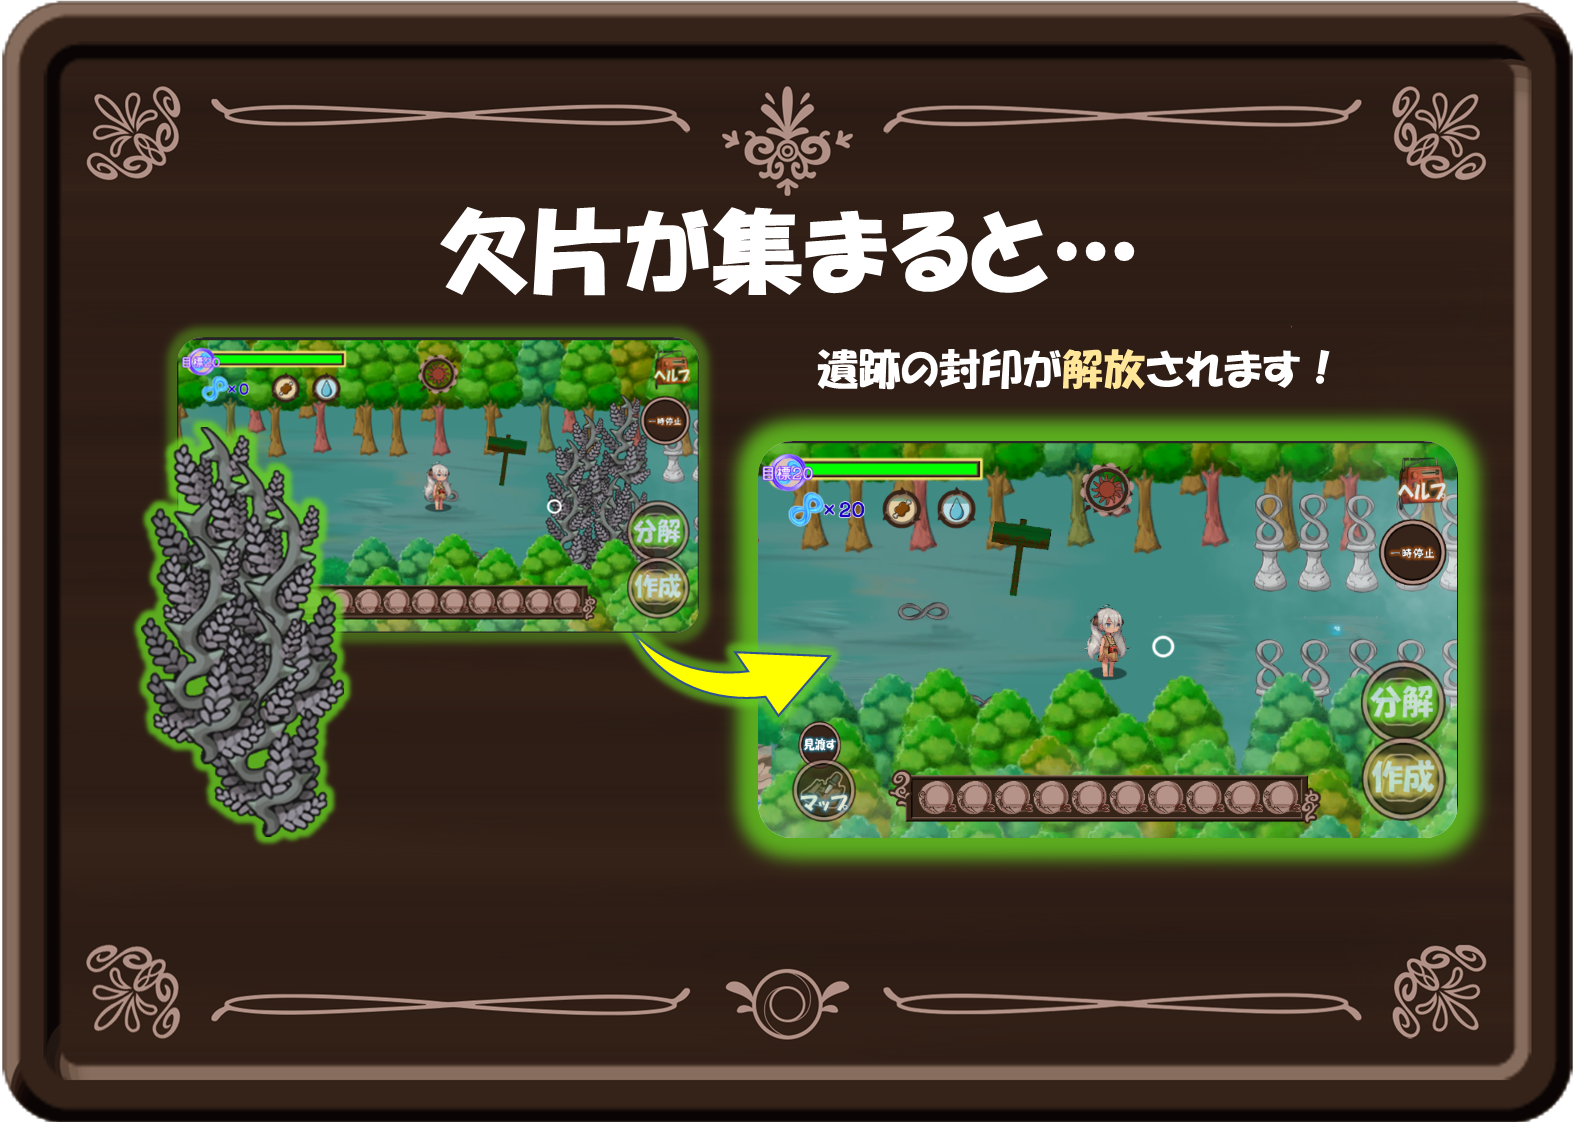 欠片が集まると…
遺跡の封印が解放されます！
目標20
×0
ヘルプ
一時停止
分解
作成
目標20
×20
ヘルプ
一時停止
分解
作成
見渡す
マップ